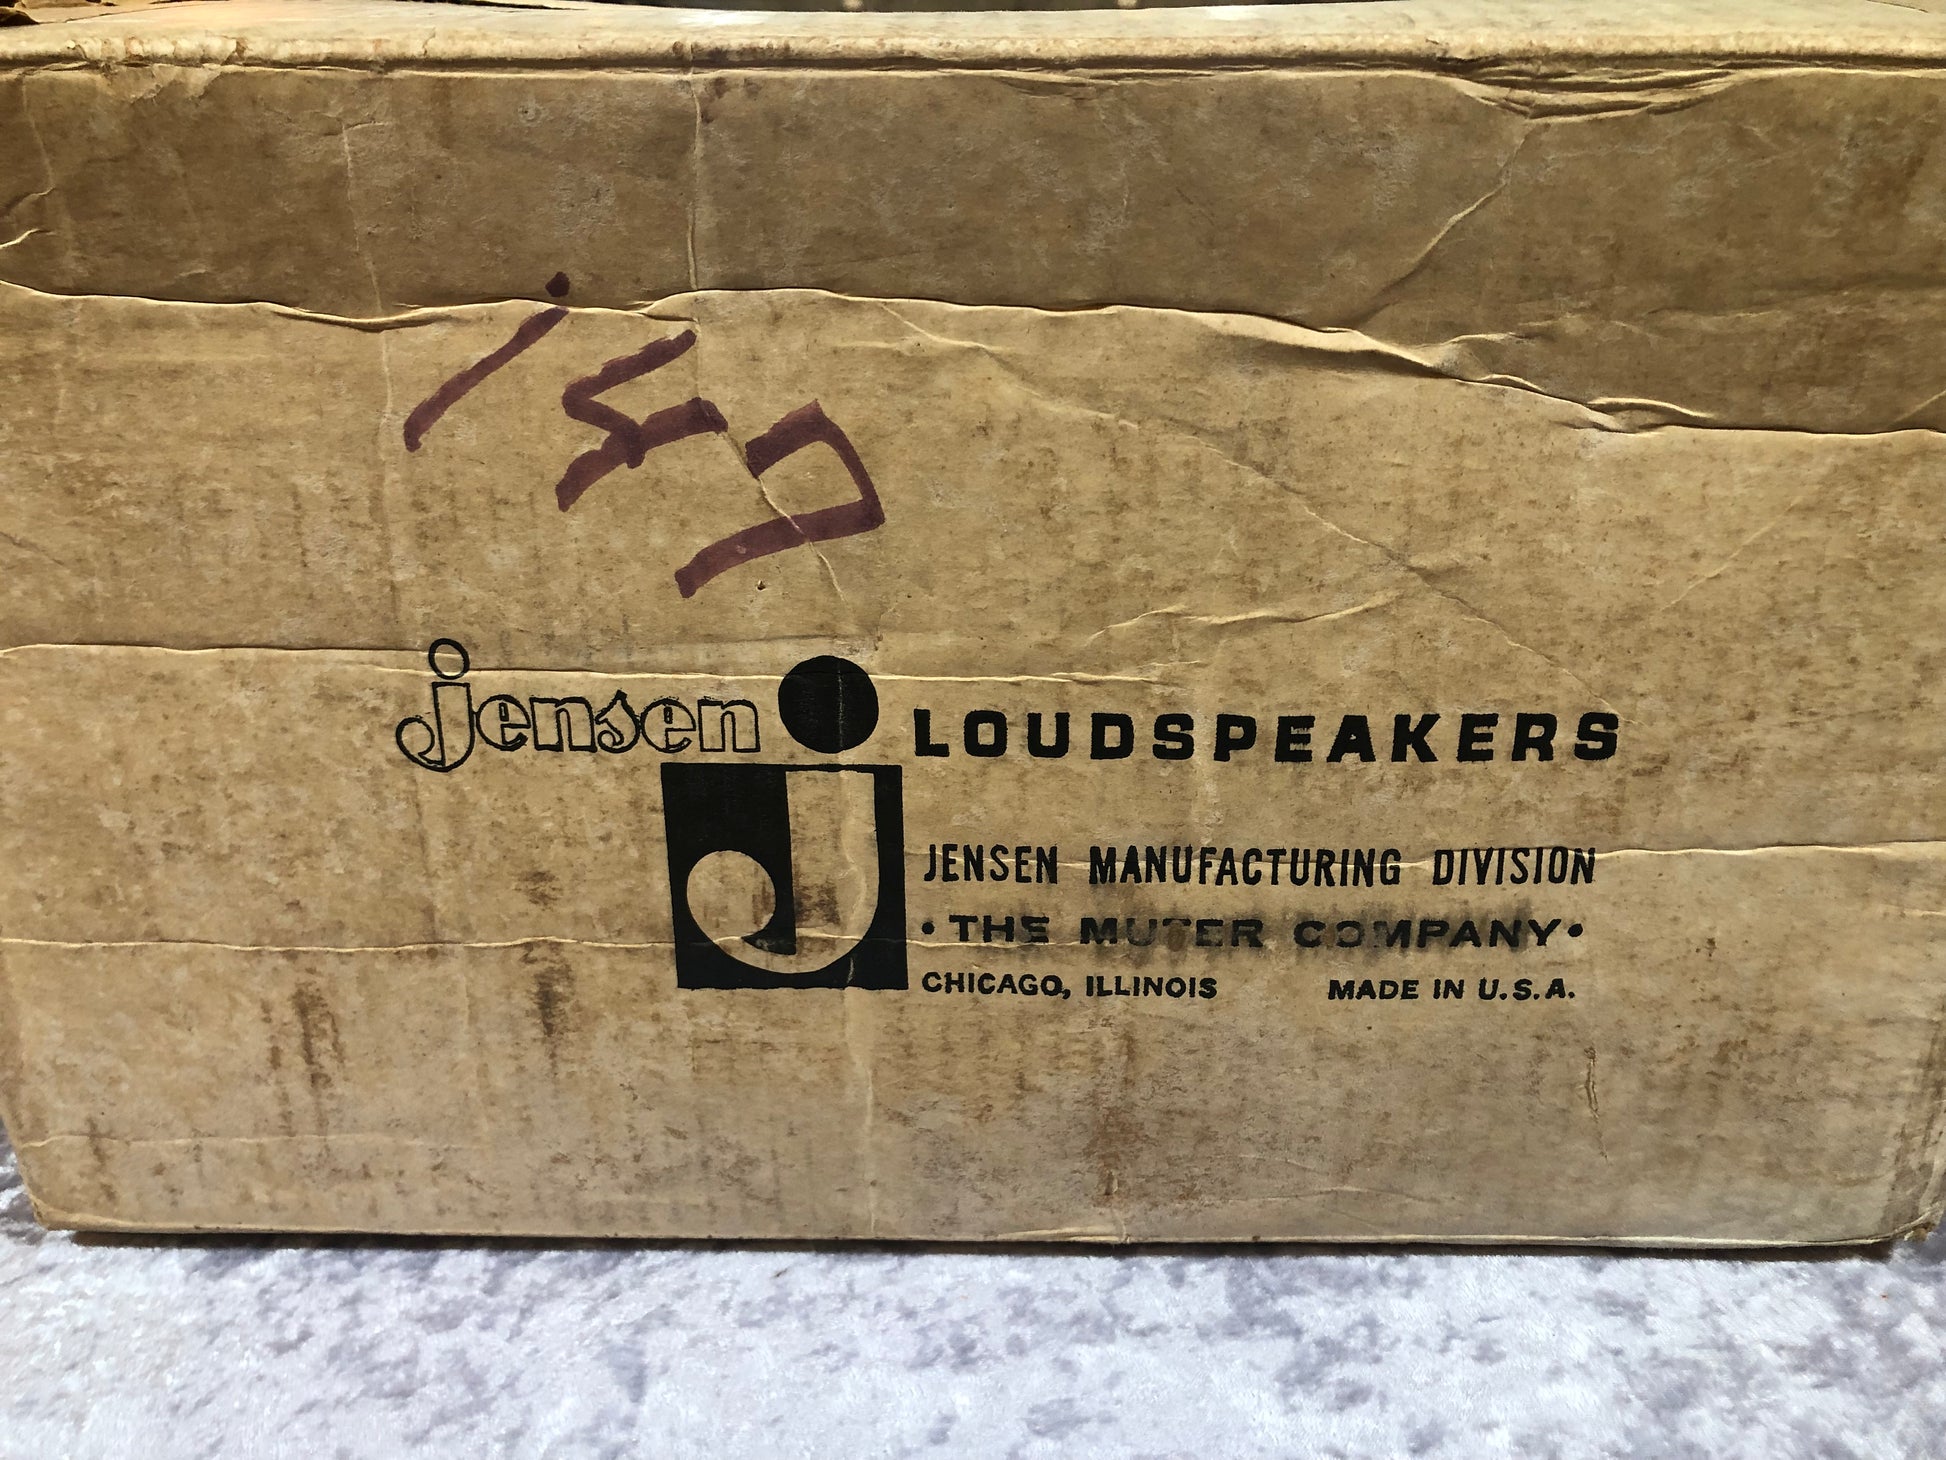 jensen LOUDSPEAKERS
JENSEN MANUFACTURING DIVISION
• THE MUTER COMPANY •
CHICAGO, ILLINOIS MADE IN U.S.A.